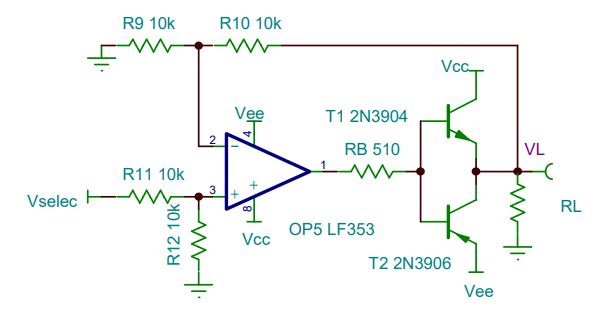 R9 10k
R10 10k
Vcc
Vee
T1 2N3904
4
2
RB 510
VL
1
R11 10k
3
Vselec
R12 10k
8
OP5 LF353
RL
Vcc
T2 2N3906
Vee